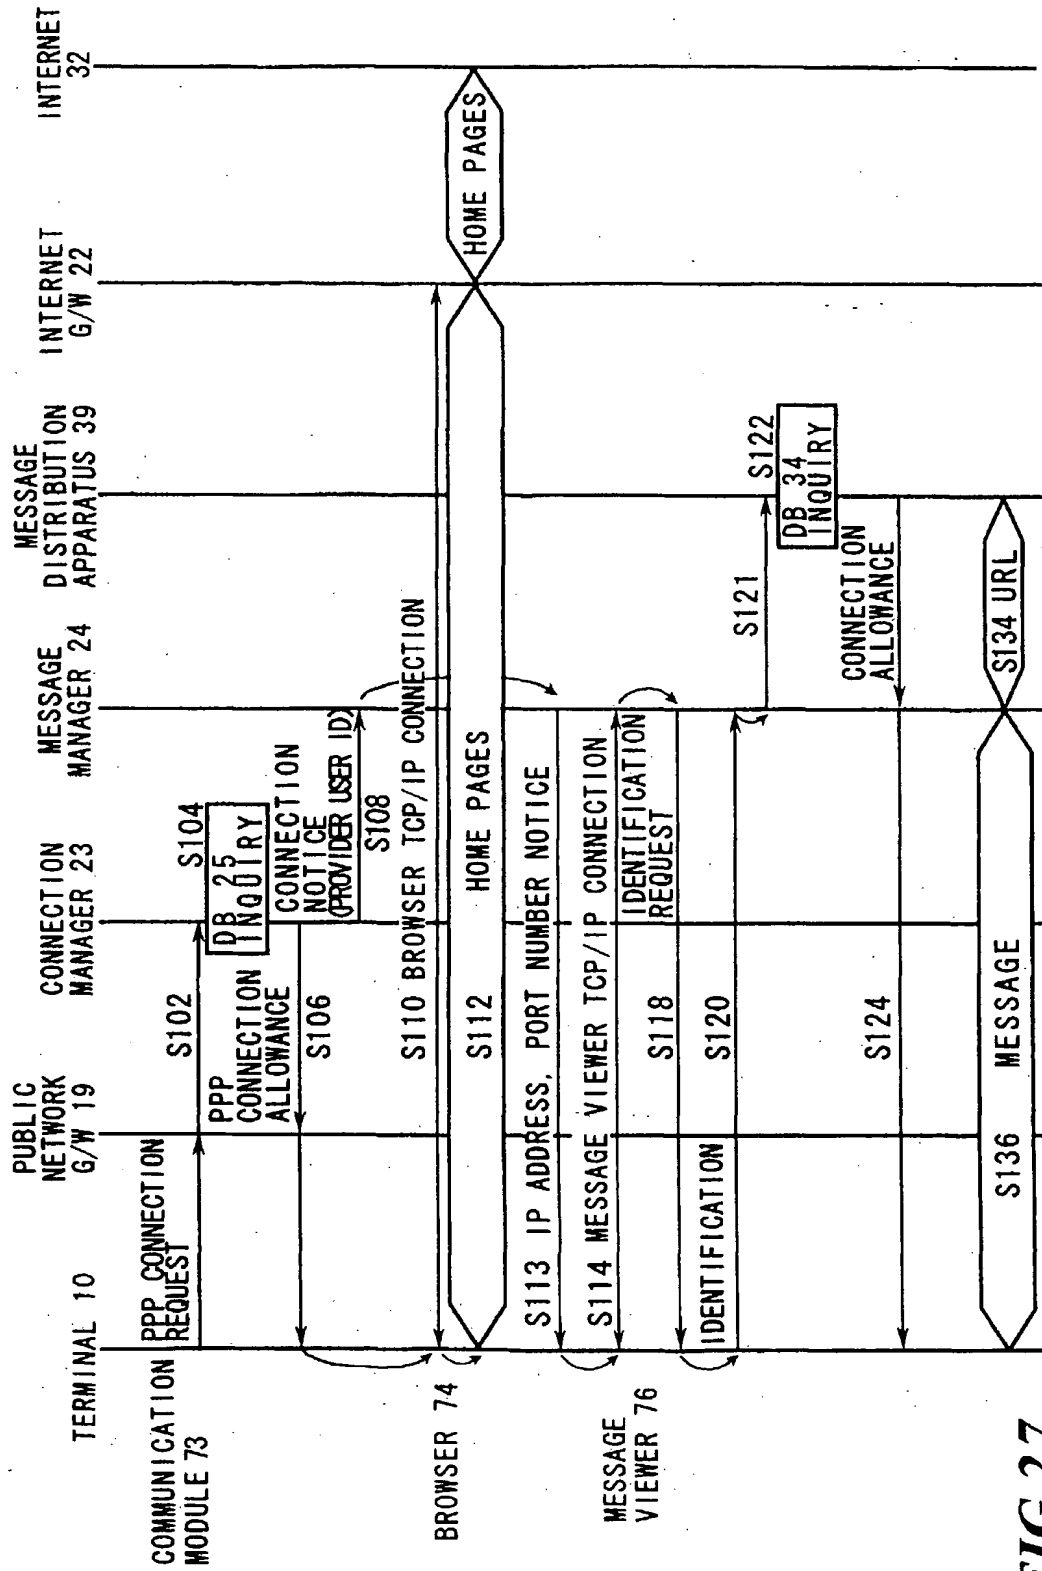 TERMINAL 10
PUBLIC
NETWORK
G/W 19
CONNECTION
MANAGER 23
MESSAGE
MANAGER 24
MESSAGE
DISTRIBUTION
APPARATUS 39
INTERNET
G/W 22
INTERNET
32
COMMUNICATION
MODULE 73
PPP CONNECTION
REQUEST
S102
S104
DB 25
INQUIRY
PPP
CONNECTION
ALLOWANCE
S106
CONNECTION
NOTICE
(PROVIDER USER ID)
S108
BROWSER 74
S110 BROWSER TCP/IP CONNECTION
S112
HOME PAGES
HOME PAGES
S113 IP ADDRESS, PORT NUMBER NOTICE
MESSAGE
VIEWER 76
S114 MESSAGE VIEWER TCP/IP CONNECTION
IDENTIFICATION
REQUEST
S118
IDENTIFICATION
S120
S121
S122
DB 34
INQUIRY
CONNECTION
ALLOWANCE
S124
S134 URL
S136 MESSAGE
FIG. 27